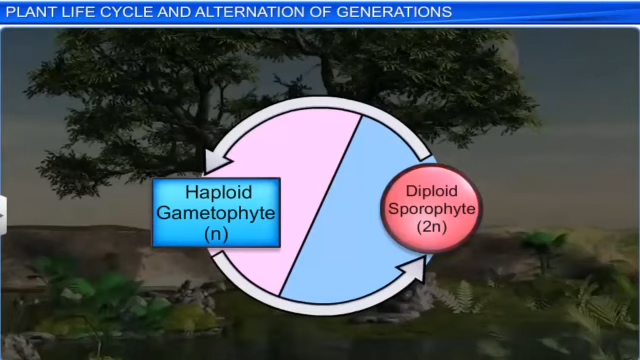 PLANT LIFE CYCLE AND ALTERNATION OF GENERATIONS
Haploid
Gametophyte
(n)
Diploid
Sporophyte
(2n)